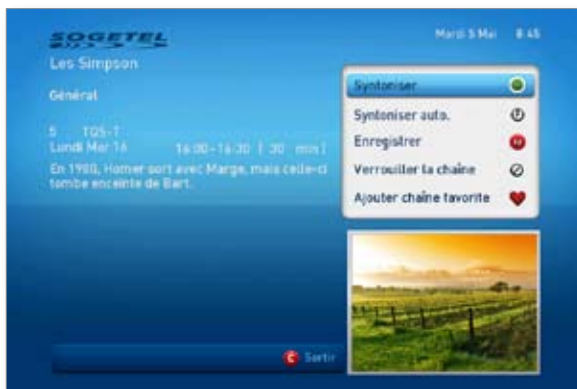 SOGETEL
Mardi 5 Mai 8:45
Les Simpson
Général
5 TQS-T
Lundi Mar 16 16:00-16:30 [ 30 min]
En 1980, Homer sort avec Marge, mais celle-ci
tombe enceinte de Bart.
Syntoniser
Syntoniser auto.
Enregistrer
Verrouiller la chaîne
Ajouter chaîne favorite
C Sortir